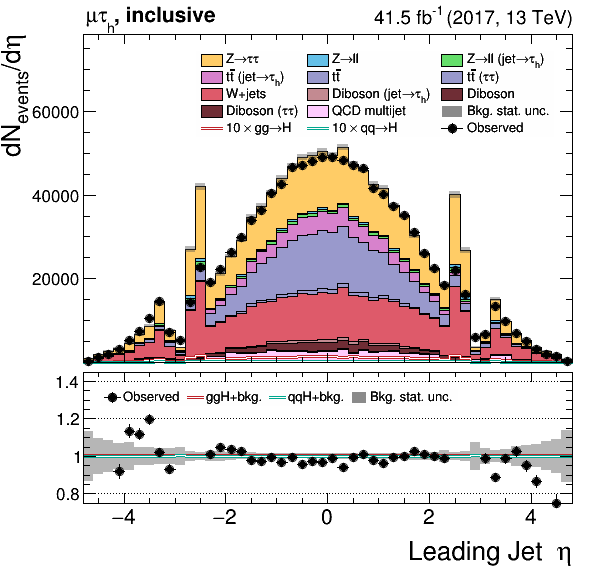 μτh, inclusive 41.5 fb⁻¹ (2017, 13 TeV)
dNevents/dη
Z→ττ Z→ll Z→ll (jet→τh)
tt̄ (jet→τh) tt̄ tt̄ (ττ)
W+jets Diboson (jet→τh) Diboson
Diboson (ττ) QCD multijet Bkg. stat. unc.
10 × gg→H 10 × qq→H Observed
60000
40000
20000
1.4
Observed ggH+bkg. qqH+bkg. Bkg. stat. unc.
1.2
1
0.8
−4 −2 0 2 4
Leading Jet η